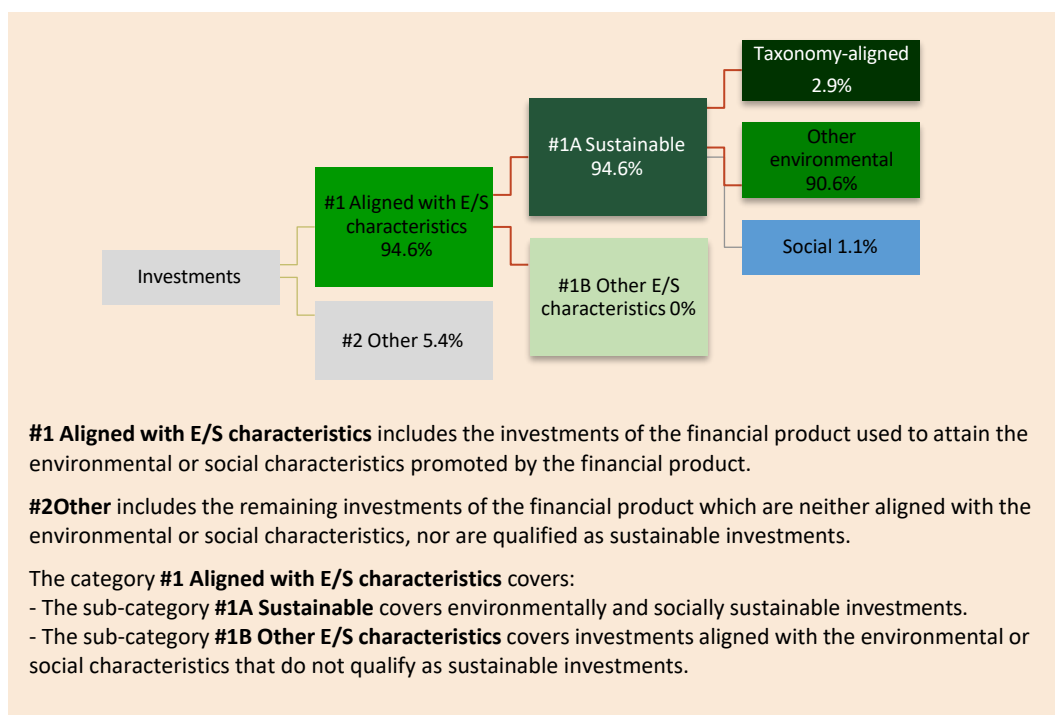 Taxonomy-aligned
2.9%
#1A Sustainable
94.6%
Other
environmental
90.6%
#1 Aligned with E/S
characteristics
94.6%
Social 1.1%
Investments
#1B Other E/S
characteristics 0%
#2 Other 5.4%
#1 Aligned with E/S characteristics includes the investments of the financial product used to attain the
environmental or social characteristics promoted by the financial product.
#2Other includes the remaining investments of the financial product which are neither aligned with the
environmental or social characteristics, nor are qualified as sustainable investments.
The category #1 Aligned with E/S characteristics covers:
- The sub-category #1A Sustainable covers environmentally and socially sustainable investments.
- The sub-category #1B Other E/S characteristics covers investments aligned with the environmental or
social characteristics that do not qualify as sustainable investments.